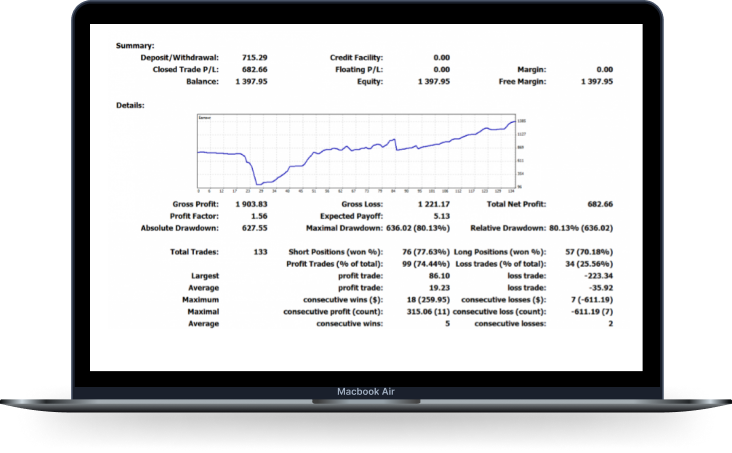 Summary:
Deposit/Withdrawal: 715.29 Credit Facility: 0.00
Closed Trade P/L: 682.66 Floating P/L: 0.00 Margin: 0.00
Balance: 1 397.95 Equity: 1 397.95 Free Margin: 1 397.95
Details:
Gross Profit: 1 903.83 Gross Loss: 1 221.17 Total Net Profit: 682.66
Profit Factor: 1.56 Expected Payoff: 5.13
Absolute Drawdown: 627.55 Maximal Drawdown: 636.02 (80.13%) Relative Drawdown: 80.13% (636.02)
Total Trades: 133 Short Positions (won %): 76 (77.63%) Long Positions (won %): 57 (70.18%)
Profit Trades (% of total): 99 (74.44%) Loss trades (% of total): 34 (25.56%)
Largest profit trade: 86.10 loss trade: -223.34
Average profit trade: 19.23 loss trade: -35.92
Maximum consecutive wins ($): 18 (259.95) consecutive losses ($): 7 (-611.19)
Maximal consecutive profit (count): 315.06 (11) consecutive loss (count): -611.19 (7)
Average consecutive wins: 5 consecutive losses: 2
Macbook Air